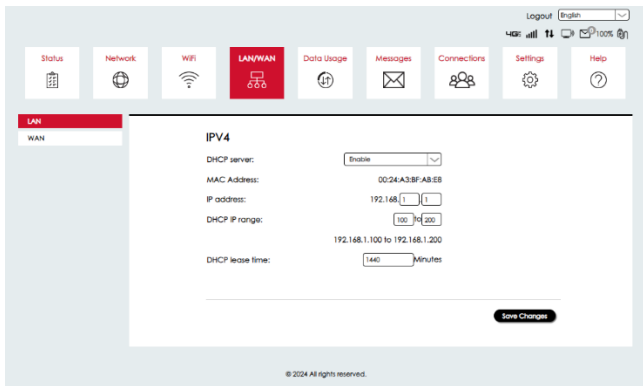 Logout English
4GE 100%
Status Network WiFi LAN/WAN Data Usage Messages Connections Settings Help
LAN
WAN
IPV4
DHCP server: Enable
MAC Address: 00:24:A3:BF:AB:E8
IP address: 192.168. 1 . 1
DHCP IP range: 100 to 200
192.168.1.100 to 192.168.1.200
DHCP lease time: 1440 Minutes
Save Changes
© 2024 All rights reserved.